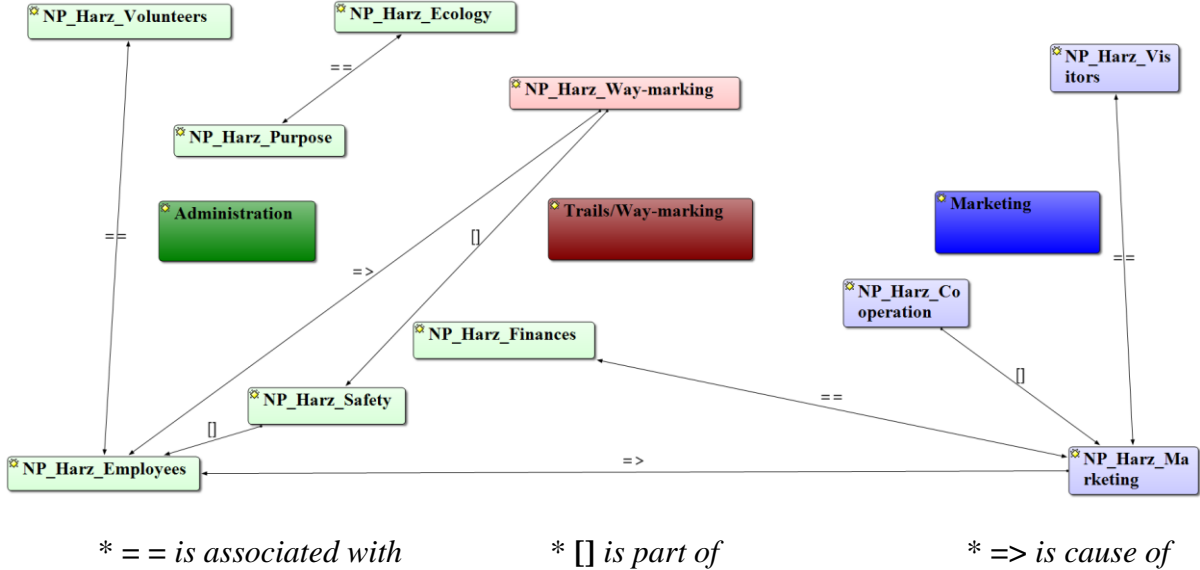 NP_Harz_Volunteers
NP_Harz_Ecology
NP_Harz_Vis
itors
==
NP_Harz_Way-marking
NP_Harz_Purpose
Administration
Trails/Way-marking
Marketing
==
[]
==
=>
NP_Harz_Co
operation
NP_Harz_Finances
[]
==
NP_Harz_Safety
[]
NP_Harz_Employees
=>
NP_Harz_Ma
rketing
* = = is associated with
* [] is part of
* => is cause of